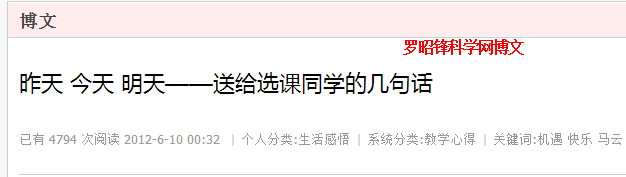 博文
罗昭锋科学网博文
昨天 今天 明天——送给选课同学的几句话
已有 4794 次阅读 2012-6-10 00:32 | 个人分类:生活感悟 | 系统分类:教学心得 | 关键词:机遇 快乐 马云